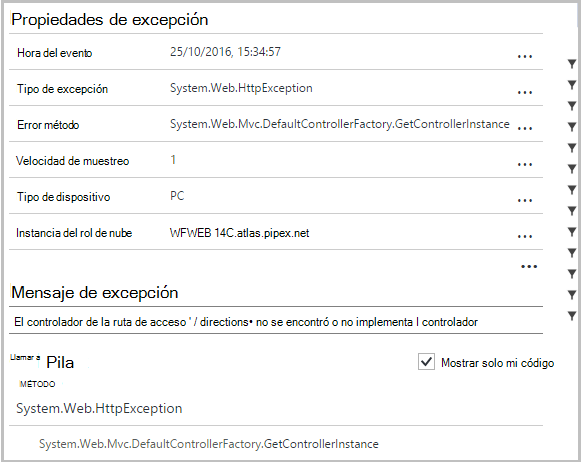 Propiedades de excepción
Hora del evento 25/10/2016, 15:34:57 ...
Tipo de excepción System.Web.HttpException ...
Error método System.Web.Mvc.DefaultControllerFactory.GetControllerInstance ...
Velocidad de muestreo 1 ...
Tipo de dispositivo PC ...
Instancia del rol de nube WFWEB 14C.atlas.pipex.net ...
...
Mensaje de excepción
El controlador de la ruta de acceso ' / directions• no se encontró o no implementa I controlador
Llamar a Pila Mostrar solo mi código
MÉTODO
System.Web.HttpException
System.Web.Mvc.DefaultControllerFactory.GetControllerInstance